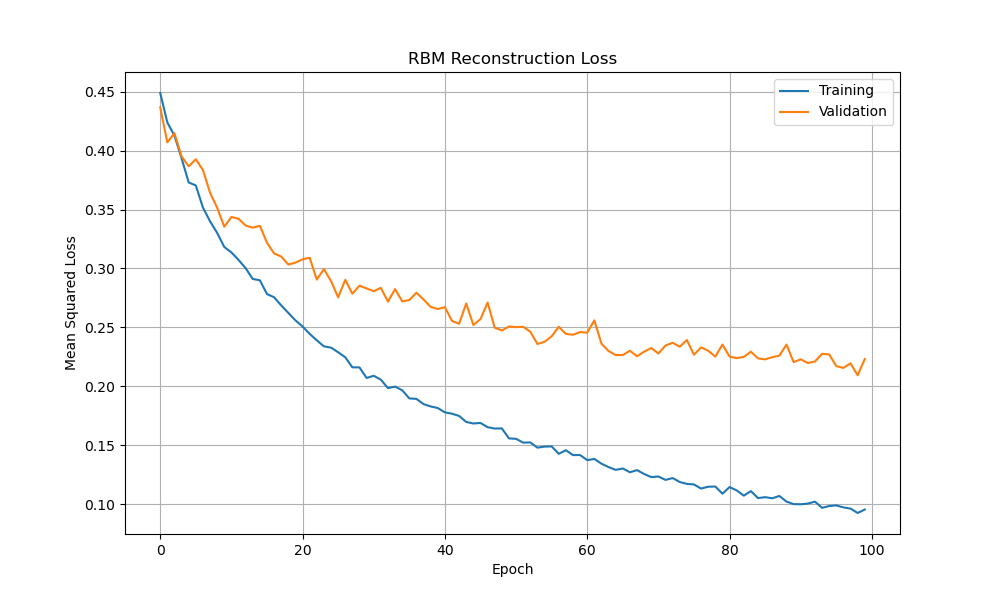 RBM Reconstruction Loss
Training
Validation
Mean Squared Loss
0.45
0.40
0.35
0.30
0.25
0.20
0.15
0.10
0 20 40 60 80 100
Epoch